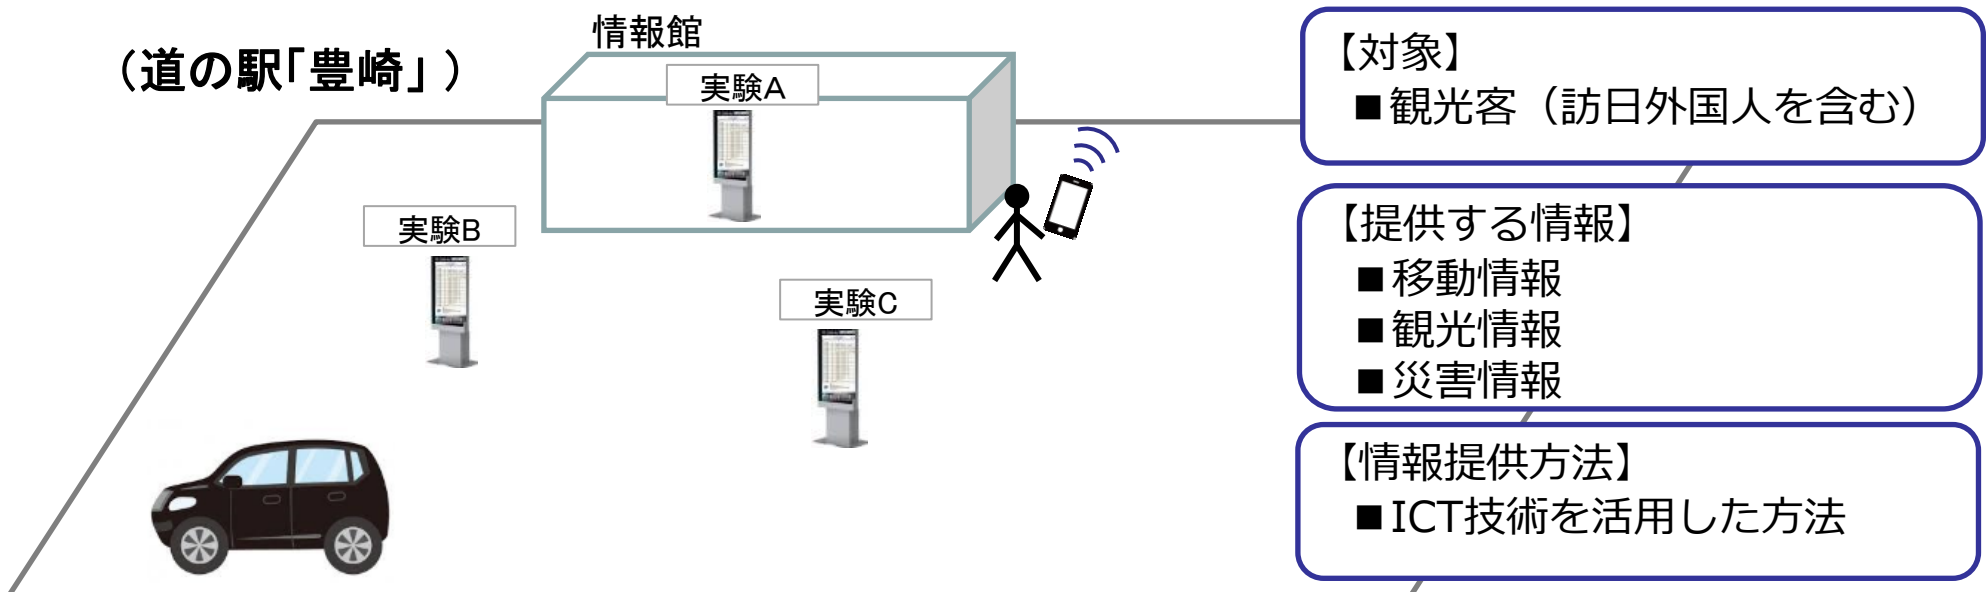 （道の駅「豊崎」）
情報館
実験A
実験B
実験C
【対象】
■観光客（訪日外国人を含む）
【提供する情報】
■移動情報
■観光情報
■災害情報
【情報提供方法】
■ICT技術を活用した方法